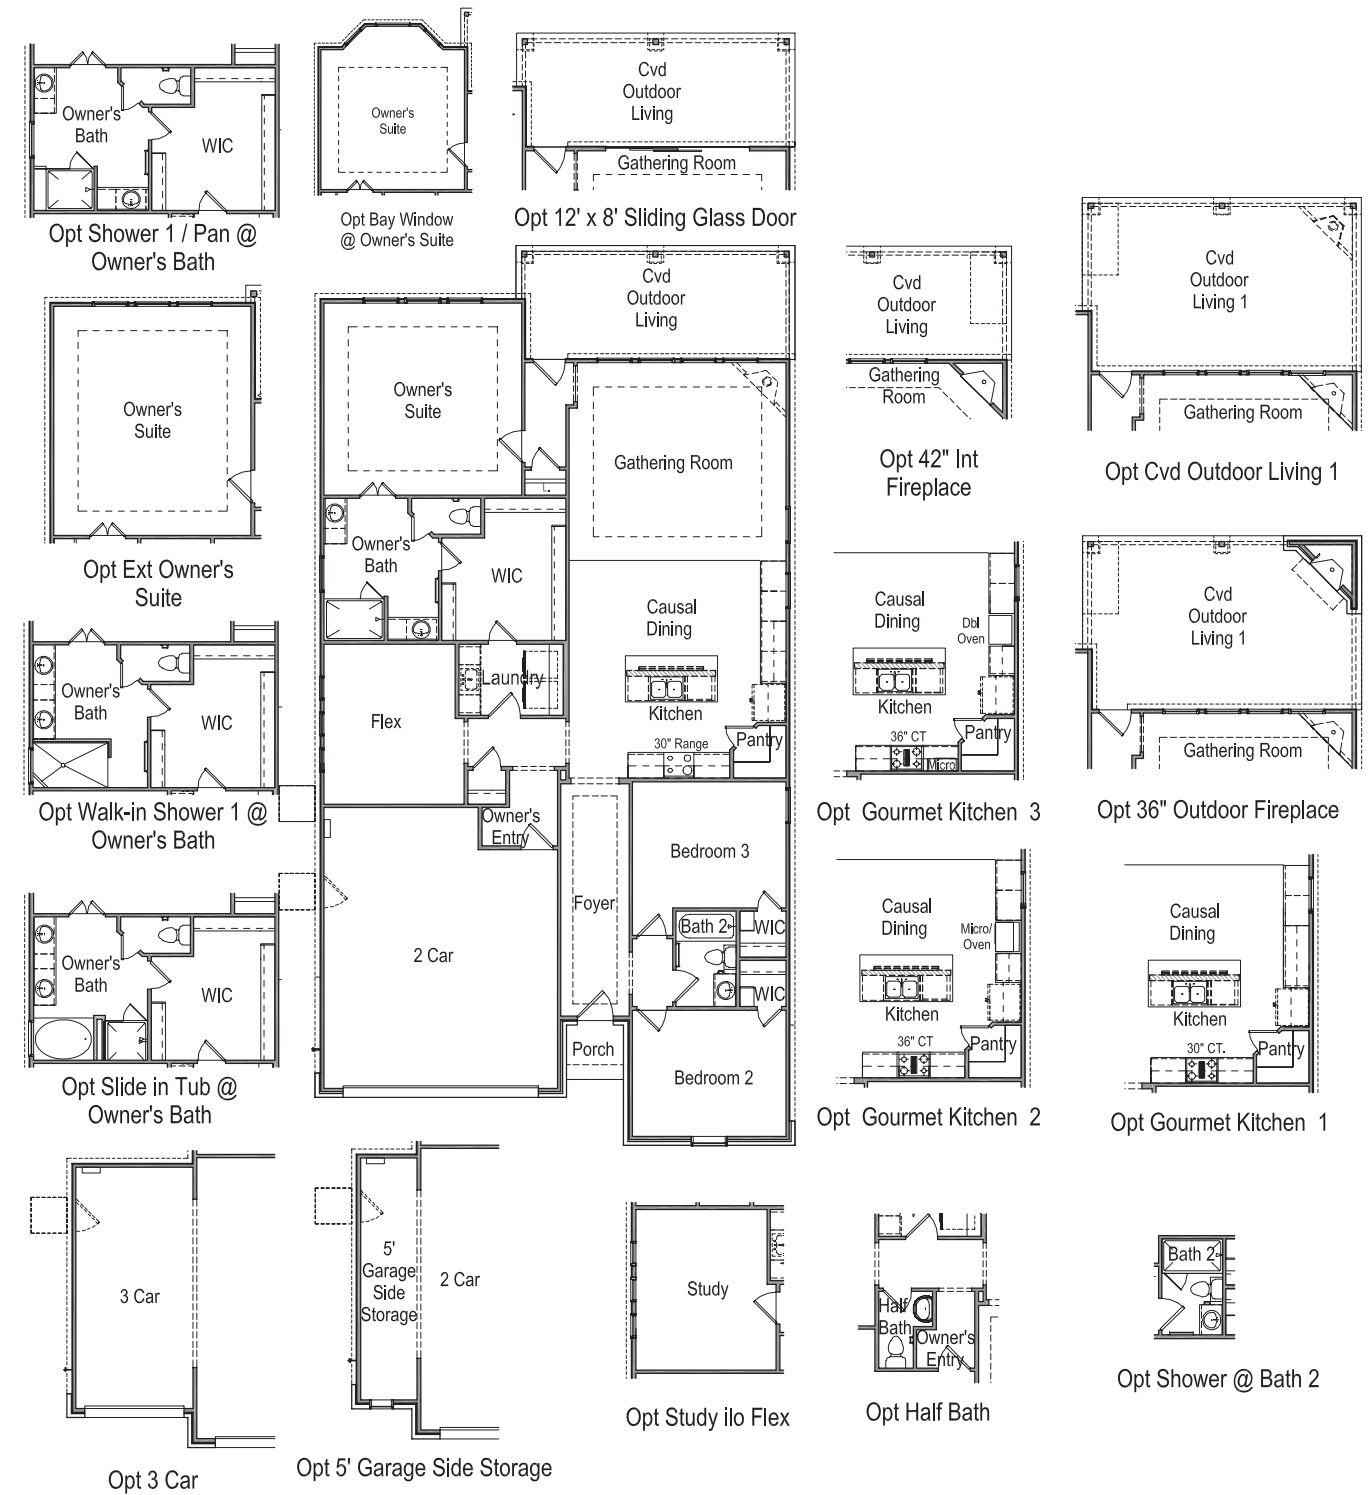 Owner's
Bath
WIC
Opt Shower 1 / Pan @
Owner's Bath
Owner's
Suite
Opt Bay Window
@ Owner's Suite
Cvd
Outdoor
Living
Gathering Room
Opt 12' x 8' Sliding Glass Door
Owner's
Suite
Opt Ext Owner's
Suite
Owner's
Bath
WIC
Opt Walk-in Shower 1 @
Owner's Bath
Owner's
Bath
WIC
Opt Slide in Tub @
Owner's Bath
Cvd
Outdoor
Living
Owner's
Suite
Gathering Room
Owner's
Bath
WIC
Causal
Dining
Laundry
Flex
Kitchen
30" Range
Pantry
Owner's
Entry
Bedroom 3
Foyer
Bath 2
WIC
2 Car
WIC
Porch
Bedroom 2
Cvd
Outdoor
Living
Gathering
Room
Opt 42" Int
Fireplace
Cvd
Outdoor
Living 1
Gathering Room
Opt Cvd Outdoor Living 1
Causal
Dining
Dbl
Oven
Kitchen
36" CT
Pantry
Micro
Opt Gourmet Kitchen 3
Cvd
Outdoor
Living 1
Gathering Room
Opt 36" Outdoor Fireplace
Causal
Dining
Micro/
Oven
Kitchen
36" CT
Pantry
Opt Gourmet Kitchen 2
Causal
Dining
Kitchen
30" CT.
Pantry
Opt Gourmet Kitchen 1
3 Car
Opt 3 Car
5'
Garage
Side
Storage
2 Car
Opt 5' Garage Side Storage
Study
Opt Study ilo Flex
Half
Bath
Owner's
Entry
Opt Half Bath
Bath 2
Opt Shower @ Bath 2